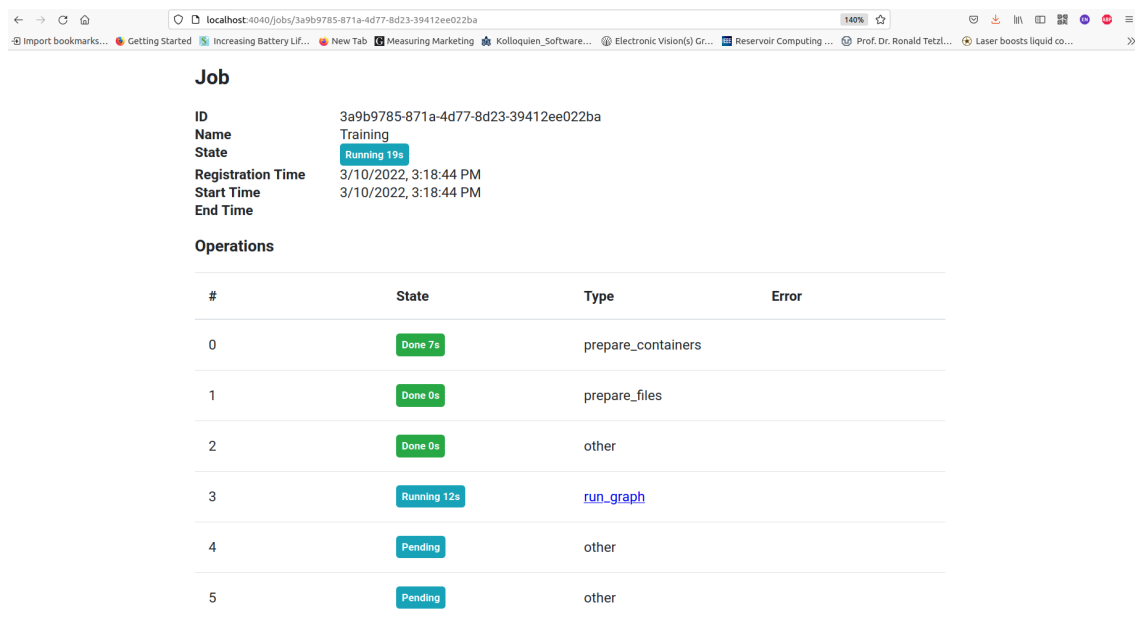 localhost:4040/jobs/3a9b9785-871a-4d77-8d23-39412ee022ba 140%
Import bookmarks... Getting Started Increasing Battery Lif... New Tab Measuring Marketing Kolloquien_Software... Electronic Vision(s) Gr... Reservoir Computing ... Prof. Dr. Ronald Tetzl... Laser boosts liquid co...
Job
ID 3a9b9785-871a-4d77-8d23-39412ee022ba
Name Training
State Running 19s
Registration Time 3/10/2022, 3:18:44 PM
Start Time 3/10/2022, 3:18:44 PM
End Time
Operations
# State Type Error
0 Done 7s prepare_containers
1 Done 0s prepare_files
2 Done 0s other
3 Running 12s run_graph
4 Pending other
5 Pending other